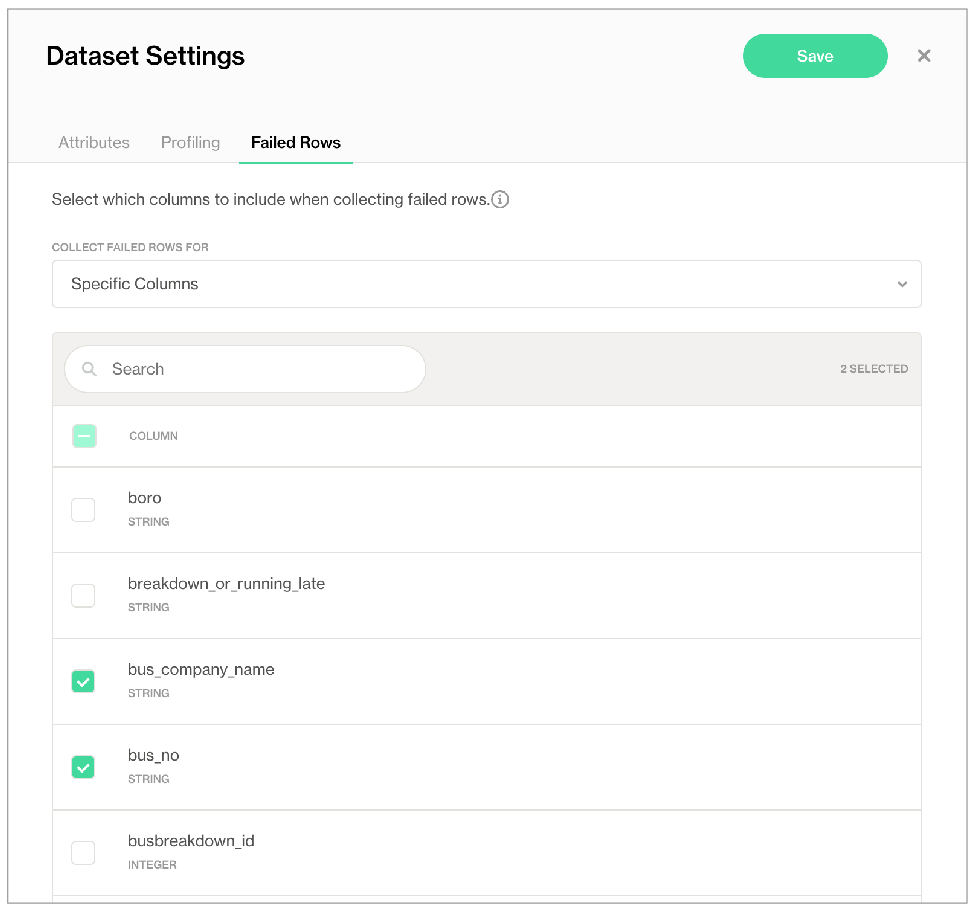 Dataset Settings
Save
Attributes Profiling Failed Rows
Select which columns to include when collecting failed rows.
COLLECT FAILED ROWS FOR
Specific Columns
Search
2 SELECTED
COLUMN
boro
STRING
breakdown_or_running_late
STRING
bus_company_name
STRING
bus_no
STRING
busbreakdown_id
INTEGER